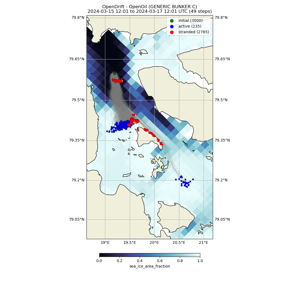 OpenDrift - OpenOil (GENERIC BUNKER C)
2024-03-15 12:01 to 2024-03-17 12:01 UTC (49 steps)
79.8°N
79.8°N
initial (3000)
active (235)
stranded (2765)
79.65°N
79.65°N
79.5°N
79.5°N
79.35°N
79.35°N
79.2°N
79.2°N
79.05°N
79.05°N
19°E
19.5°E
20°E
20.5°E
21°E
0.0
0.2
0.4
0.6
0.8
1.0
sea_ice_area_fraction